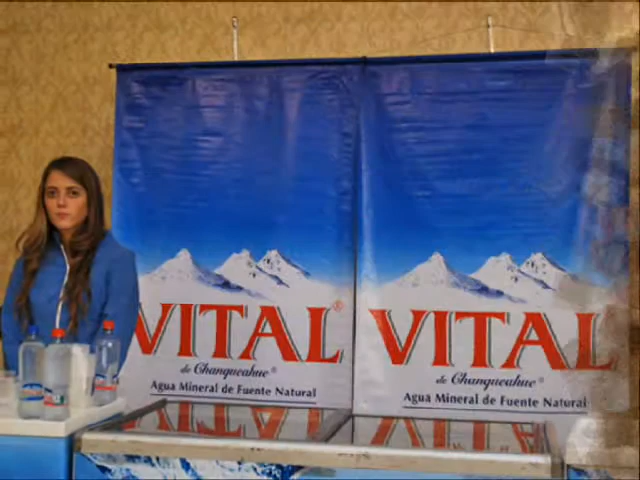 VITAL®
de Chanqueahue®
Agua Mineral de Fuente Natural
VITAL
de Chanqueahue®
Agua Mineral de Fuente Natural